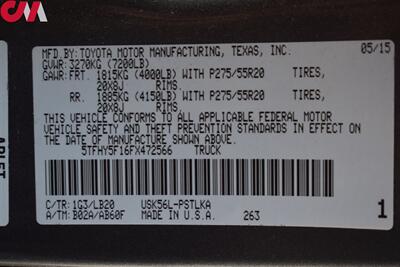 CM
MFD.BY:TOYOTA MOTOR MANUFACTURING, TEXAS, INC. 05/15
GVWR:3270KG (7200LB)
GAWR:FRT. 1815KG (4000LB) WITH P275/55R20 TIRES,
20X8J RIMS.
RR. 1885KG (4150LB) WITH P275/55R20 TIRES,
20X8J RIMS.
THIS VEHICLE CONFORMS TO ALL APPLICABLE FEDERAL MOTOR
VEHICLE SAFETY AND THEFT PREVENTION STANDARDS IN EFFECT ON
THE DATE OF MANUFACTURE SHOWN ABOVE.
5TFHY5F16FX472566 TRUCK
C/TR: 1G3/LB20 USK56L-PSTLKA
A/TM: B02A/AB60F MADE IN U.S.A. 263
1